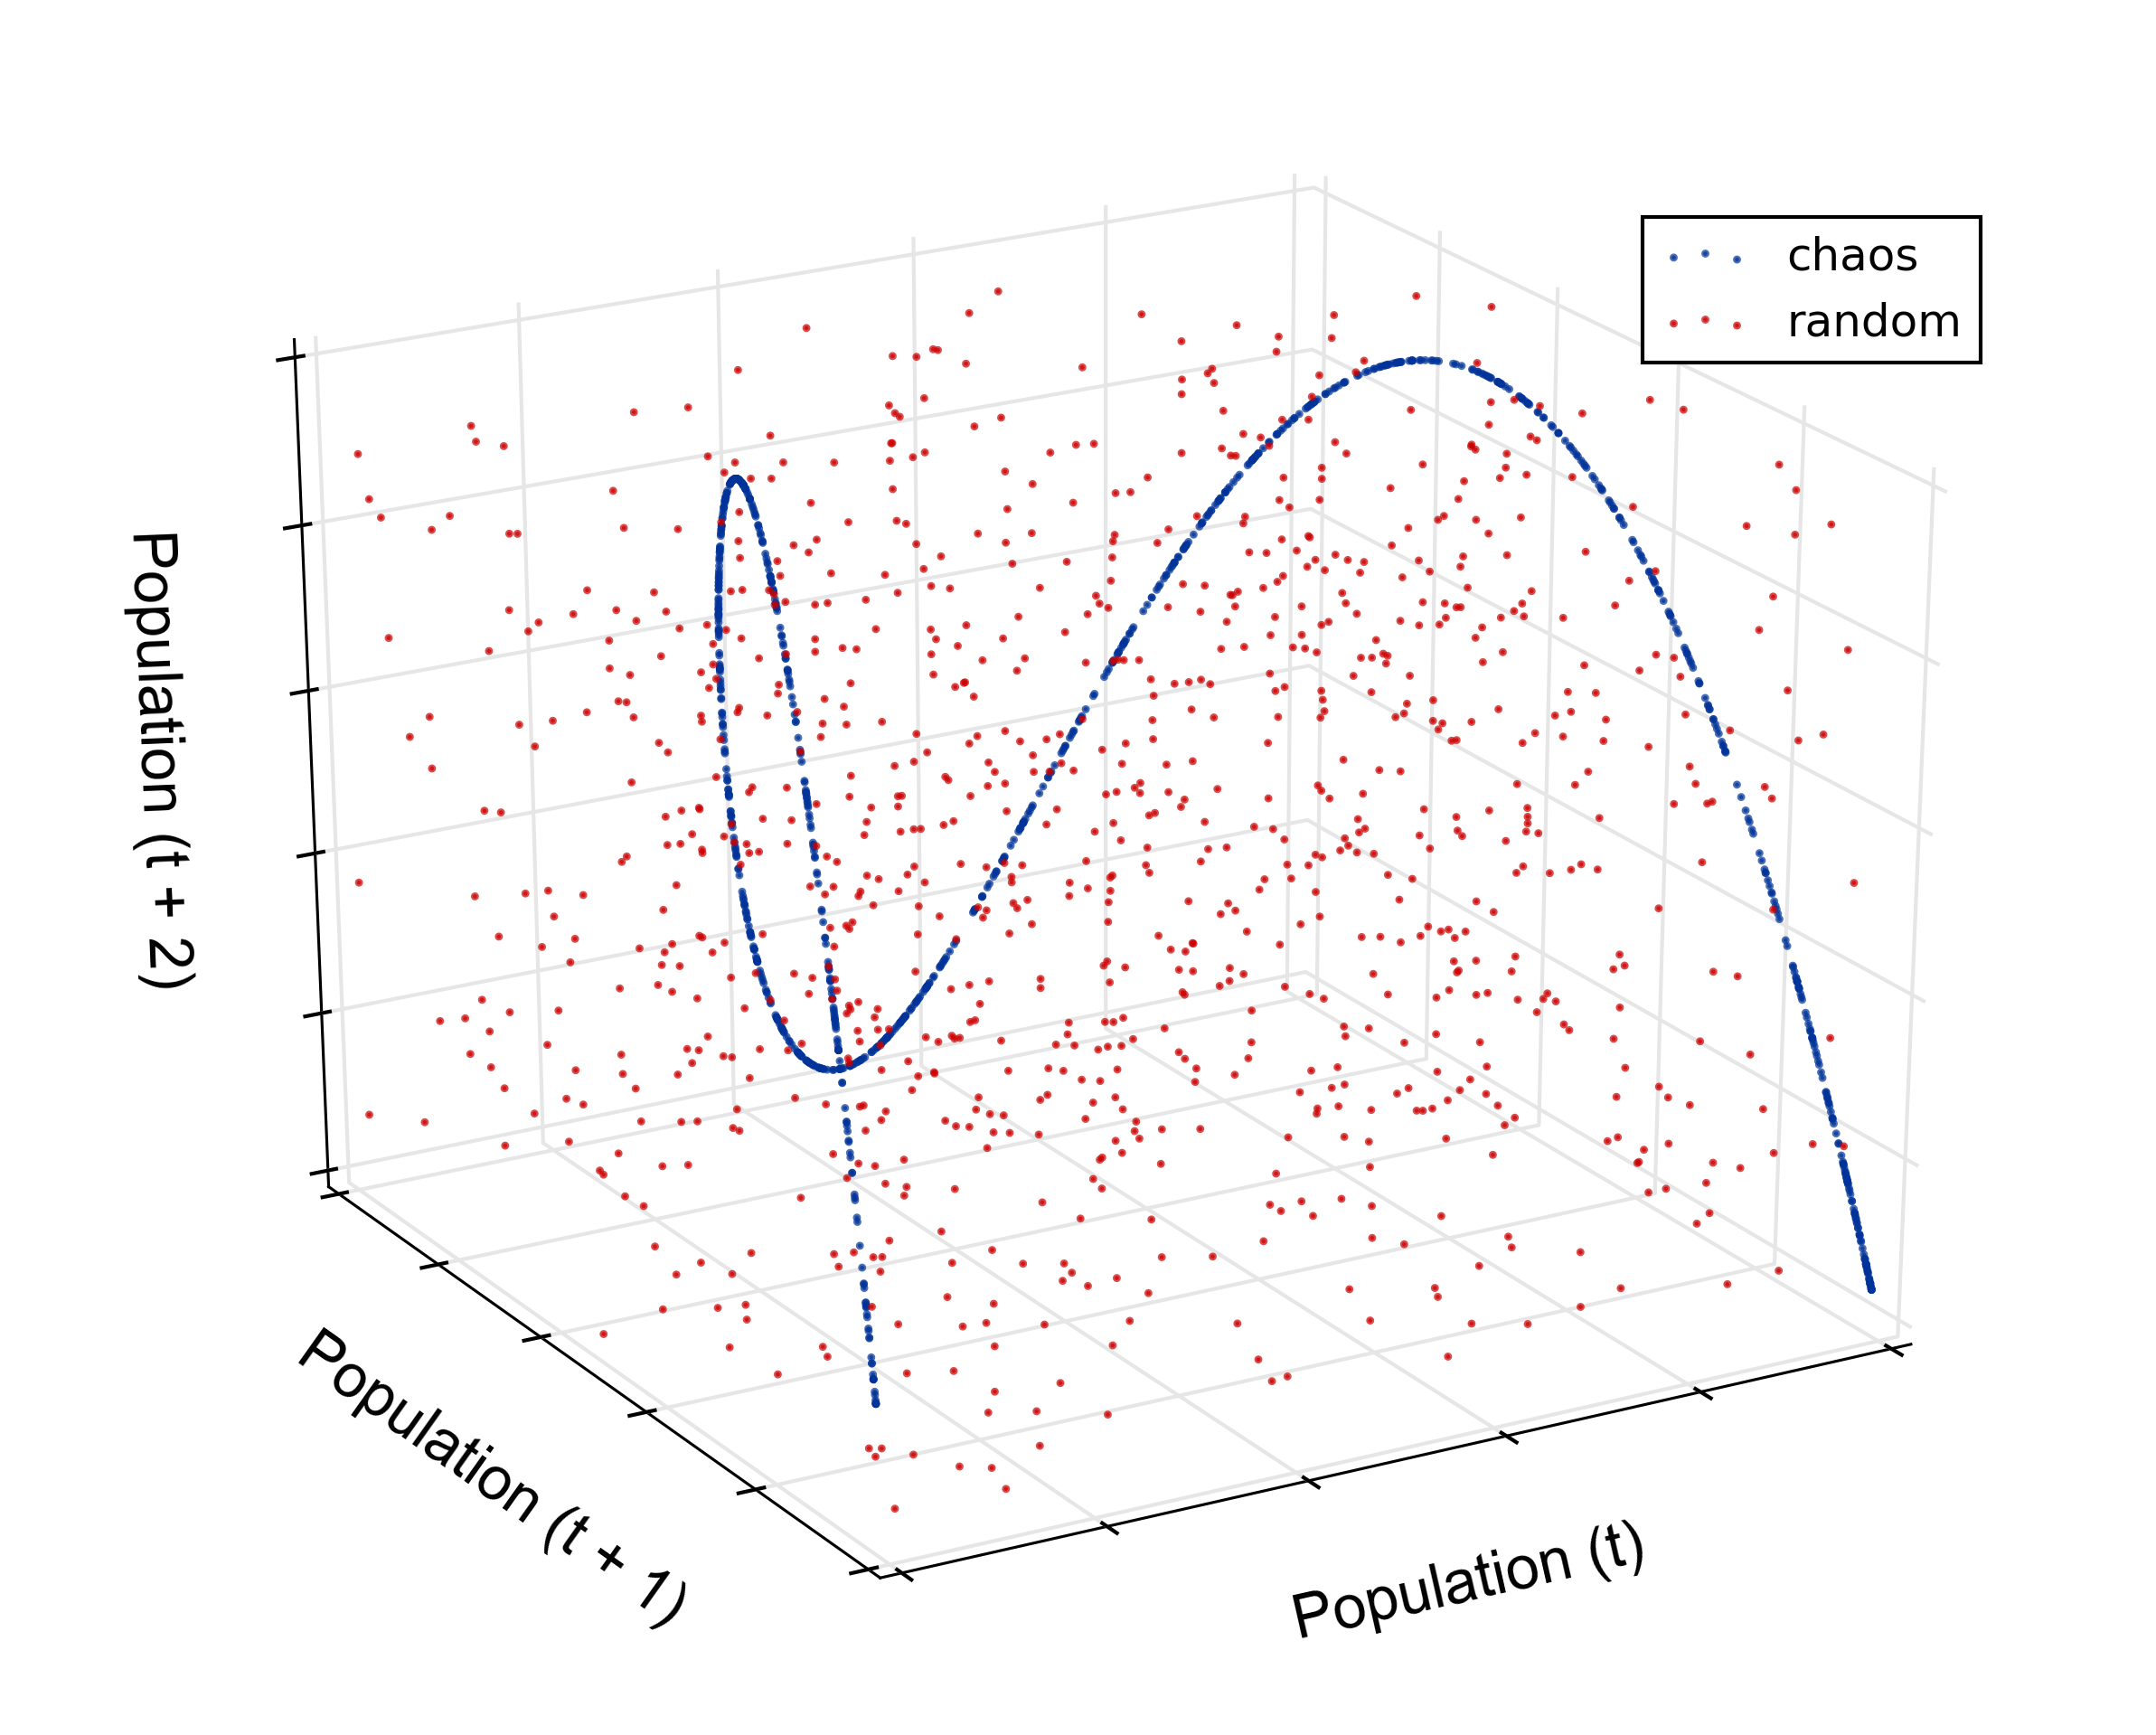 chaos
random
Population (t + 2)
Population (t + 1)
Population (t)